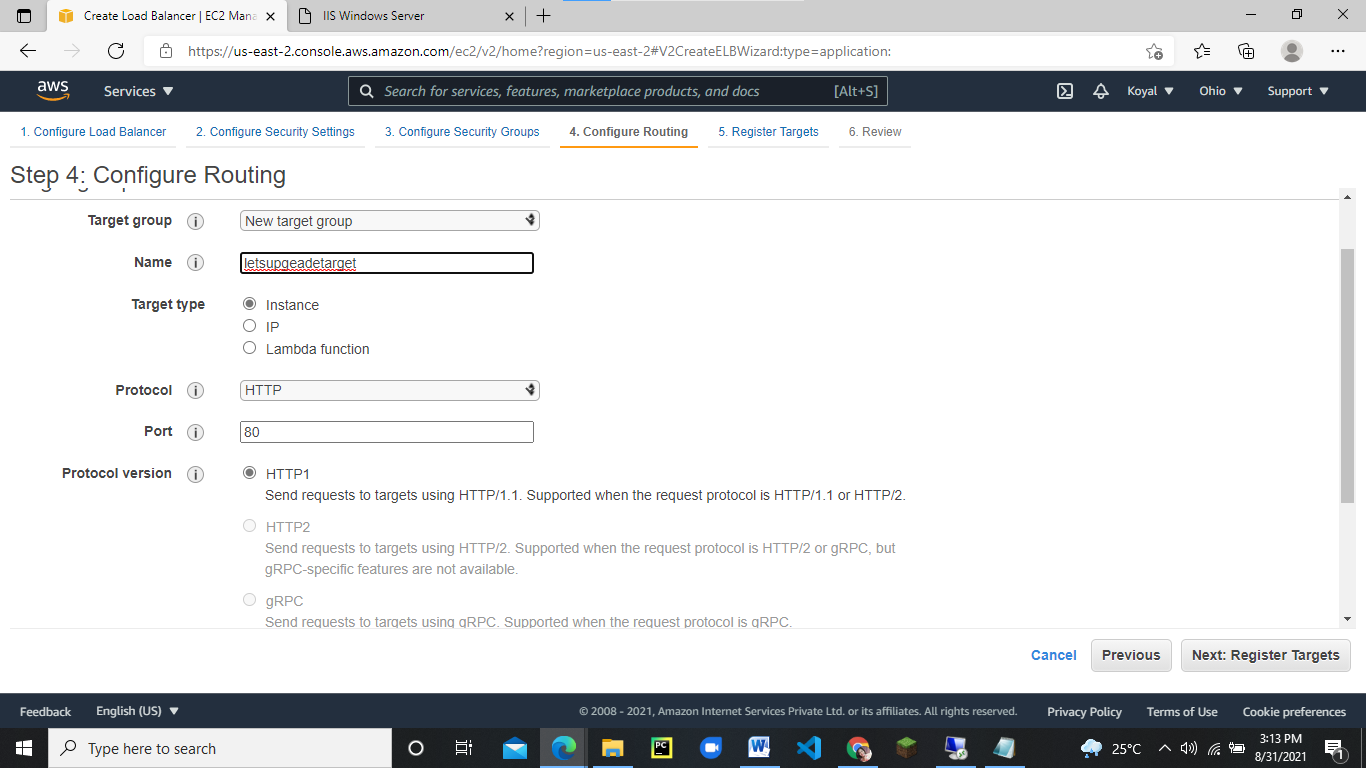 Create Load Balancer | EC2 Mana
IIS Windows Server
https://us-east-2.console.aws.amazon.com/ec2/v2/home?region=us-east-2#V2CreateELBWizard:type=application:
aws
Services
Search for services, features, marketplace products, and docs
[Alt+S]
Koyal
Ohio
Support
1. Configure Load Balancer
2. Configure Security Settings
3. Configure Security Groups
4. Configure Routing
5. Register Targets
6. Review
Step 4: Configure Routing
Target group
New target group
Name
letsupgeadetarget
Target type
Instance
IP
Lambda function
Protocol
HTTP
Port
80
Protocol version
HTTP1
Send requests to targets using HTTP/1.1. Supported when the request protocol is HTTP/1.1 or HTTP/2.
HTTP2
Send requests to targets using HTTP/2. Supported when the request protocol is HTTP/2 or gRPC, but
gRPC-specific features are not available.
gRPC
Send requests to targets using gRPC. Supported when the request protocol is gRPC.
Cancel
Previous
Next: Register Targets
Feedback
English (US)
© 2008 - 2021, Amazon Internet Services Private Ltd. or its affiliates. All rights reserved.
Privacy Policy
Terms of Use
Cookie preferences
Type here to search
PC
W
25°C
3:13 PM
8/31/2021
1